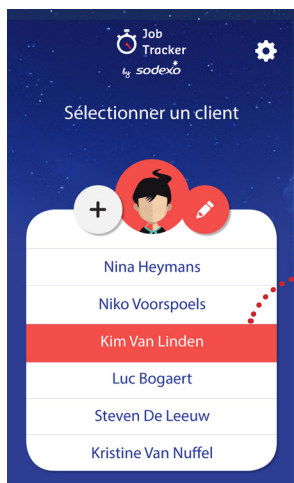 Job
Tracker
by sodexo
Sélectionner un client
Nina Heymans
Niko Voorspoels
Kim Van Linden
Luc Bogaert
Steven De Leeuw
Kristine Van Nuffel